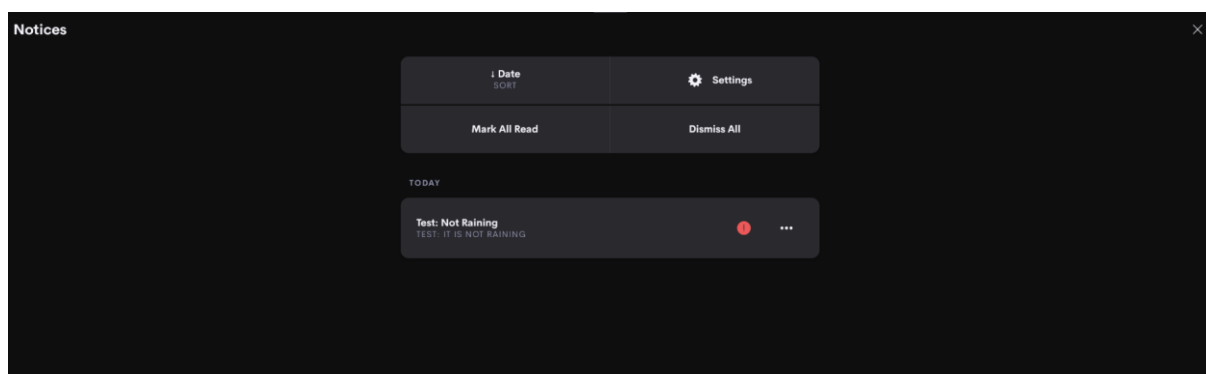 Notices
↓ Date
SORT
Settings
Mark All Read
Dismiss All
TODAY
Test: Not Raining
TEST: IT IS NOT RAINING